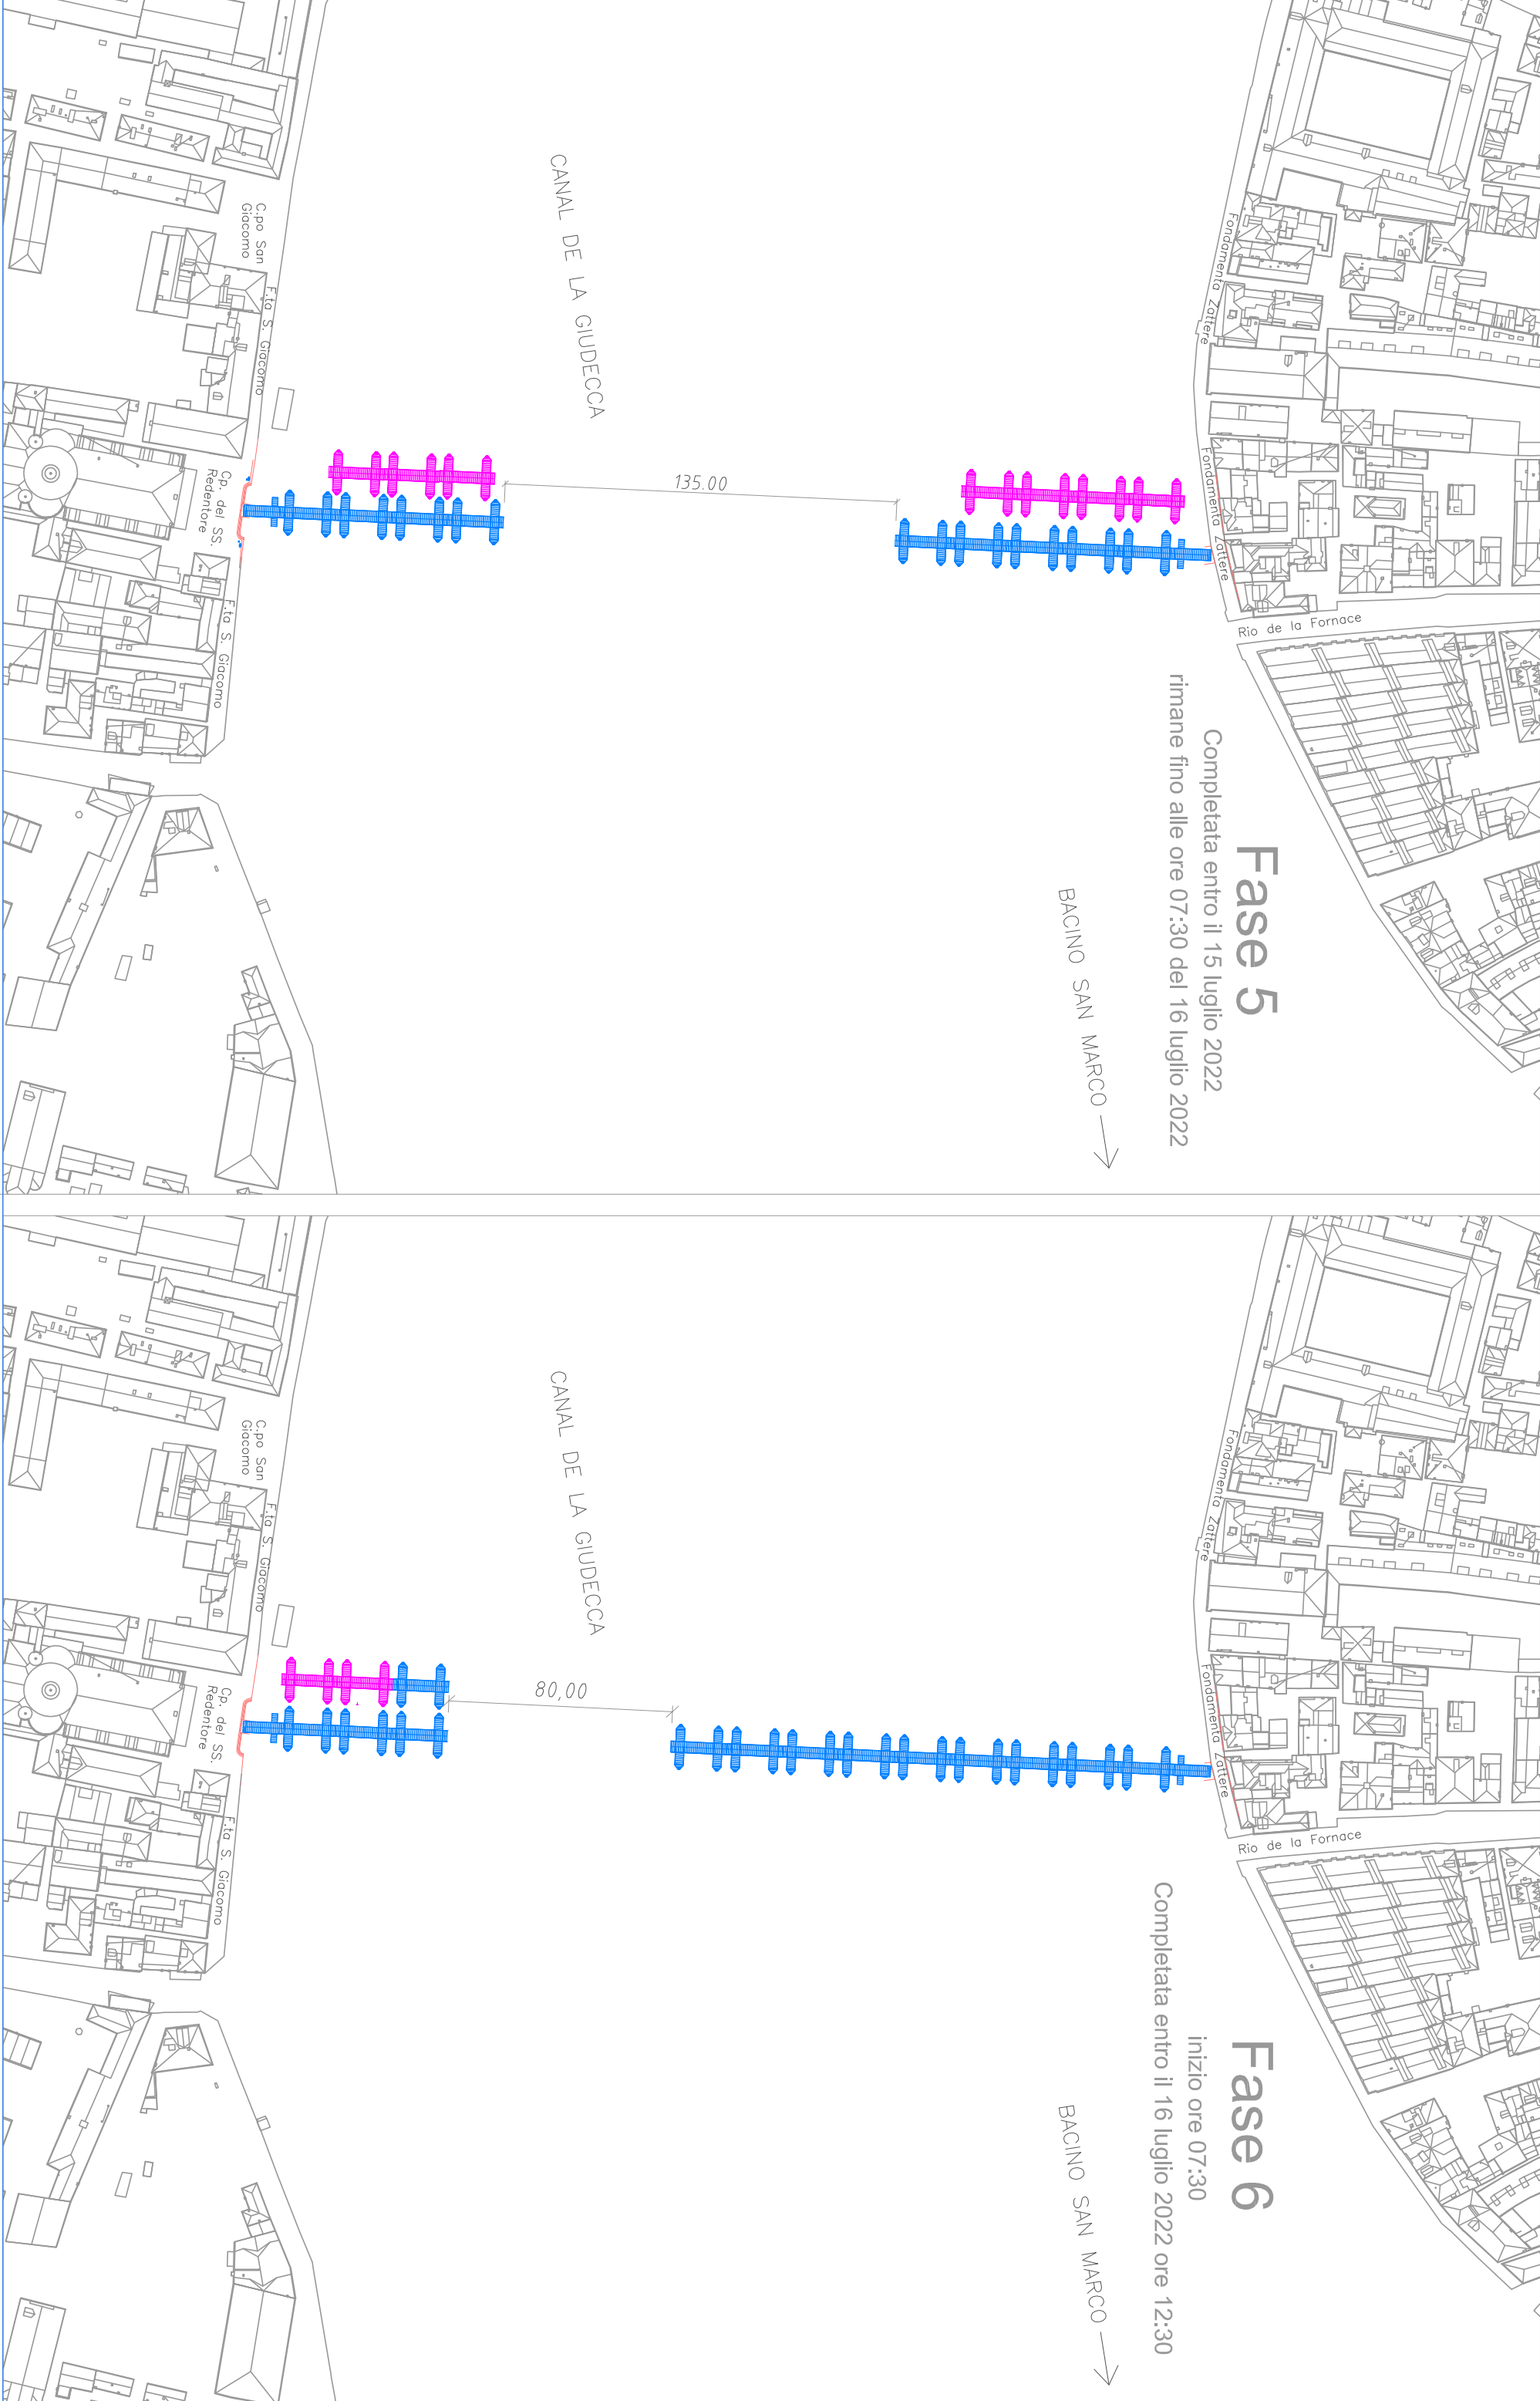 Fase 5
Completata entro il 15 luglio 2022
rimane fino alle ore 07:30 del 16 luglio 2022
Fondamenta Zattere
Fondamenta Zattere
Rio de la Fornace
BACINO SAN MARCO
CANAL DE LA GIUDECCA
135.00
C.po San
Giacomo
F.ta S. Giacomo
Cp. del SS.
Redentore
F.ta S. Giacomo
Fase 6
inizio ore 07:30
Completata entro il 16 luglio 2022 ore 12:30
Fondamenta Zattere
Fondamenta Zattere
Rio de la Fornace
BACINO SAN MARCO
CANAL DE LA GIUDECCA
80,00
C.po San
Giacomo
F.ta S. Giacomo
Cp. del SS.
Redentore
F.ta S. Giacomo